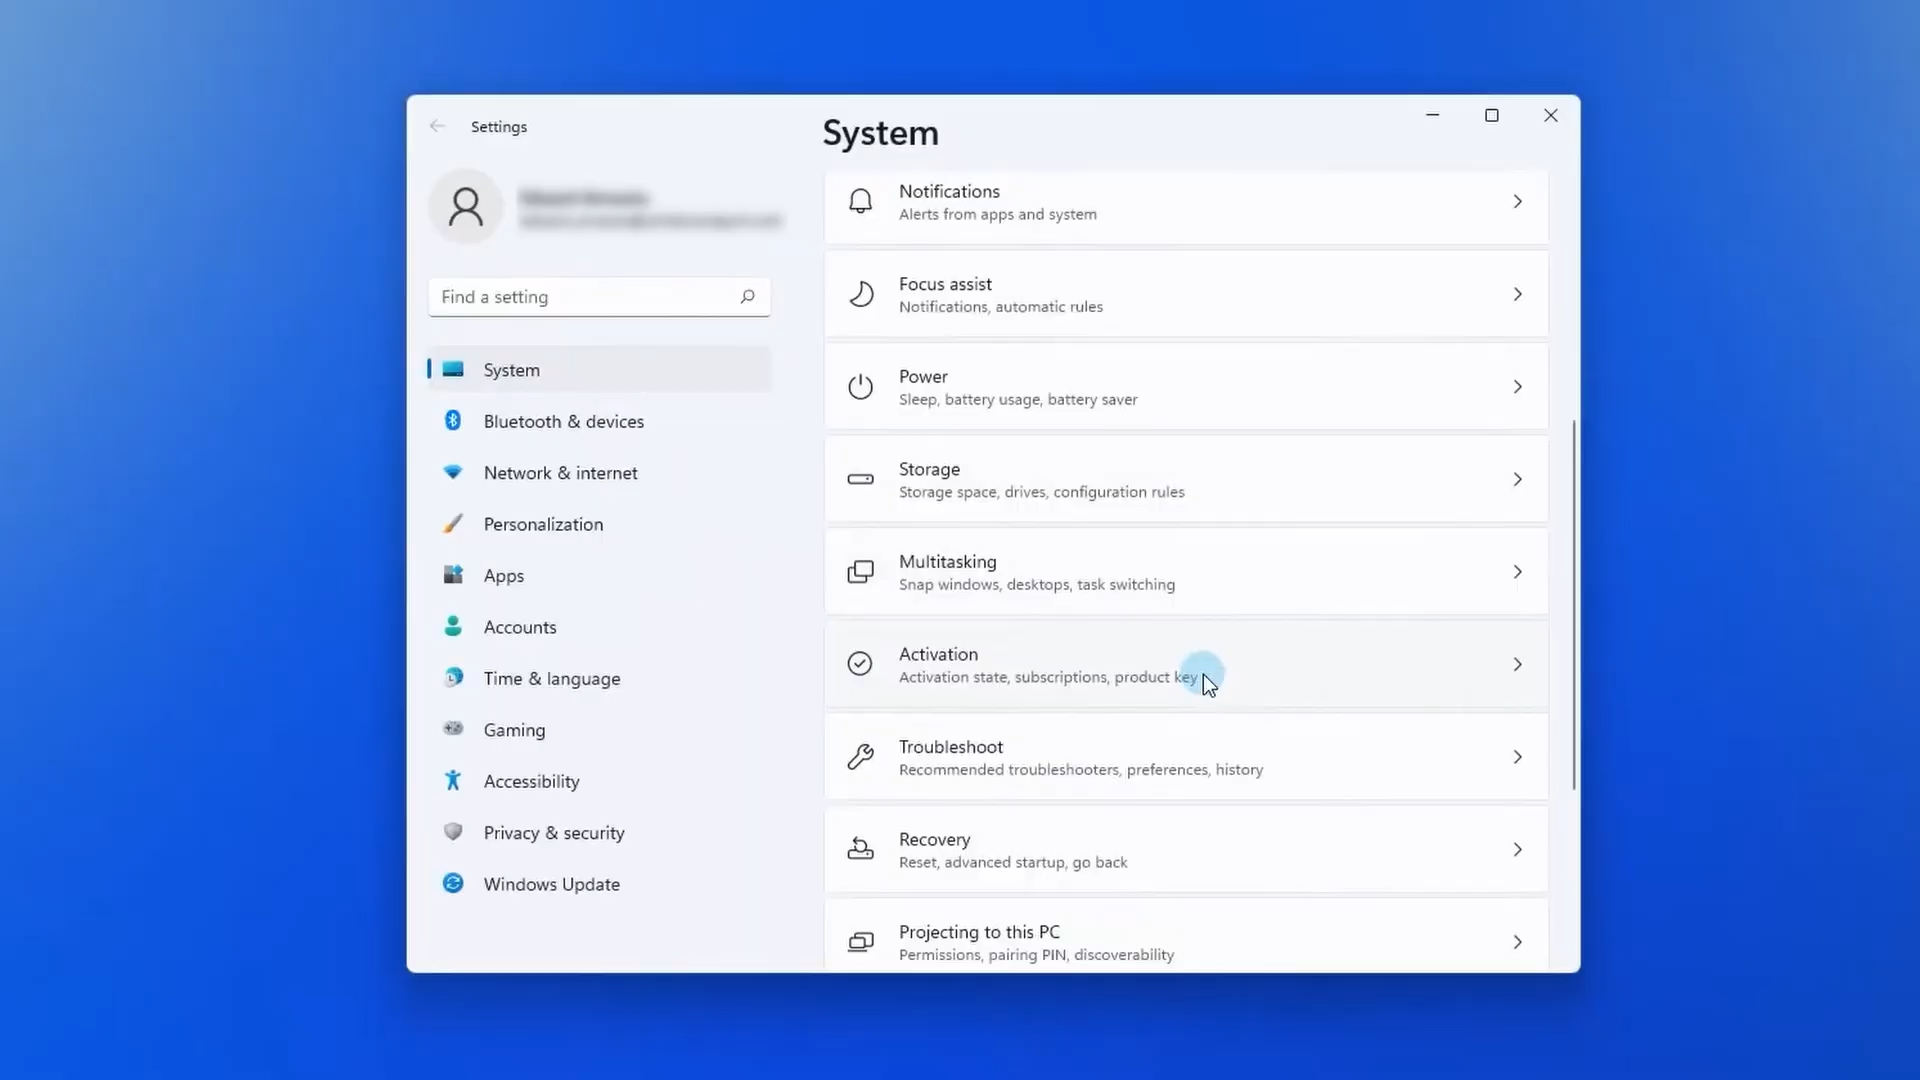 Settings
System
Find a setting
System
Bluetooth & devices
Network & internet
Personalization
Apps
Accounts
Time & language
Gaming
Accessibility
Privacy & security
Windows Update
Notifications
Alerts from apps and system
Focus assist
Notifications, automatic rules
Power
Sleep, battery usage, battery saver
Storage
Storage space, drives, configuration rules
Multitasking
Snap windows, desktops, task switching
Activation
Activation state, subscriptions, product key
Troubleshoot
Recommended troubleshooters, preferences, history
Recovery
Reset, advanced startup, go back
Projecting to this PC
Permissions, pairing PIN, discoverability